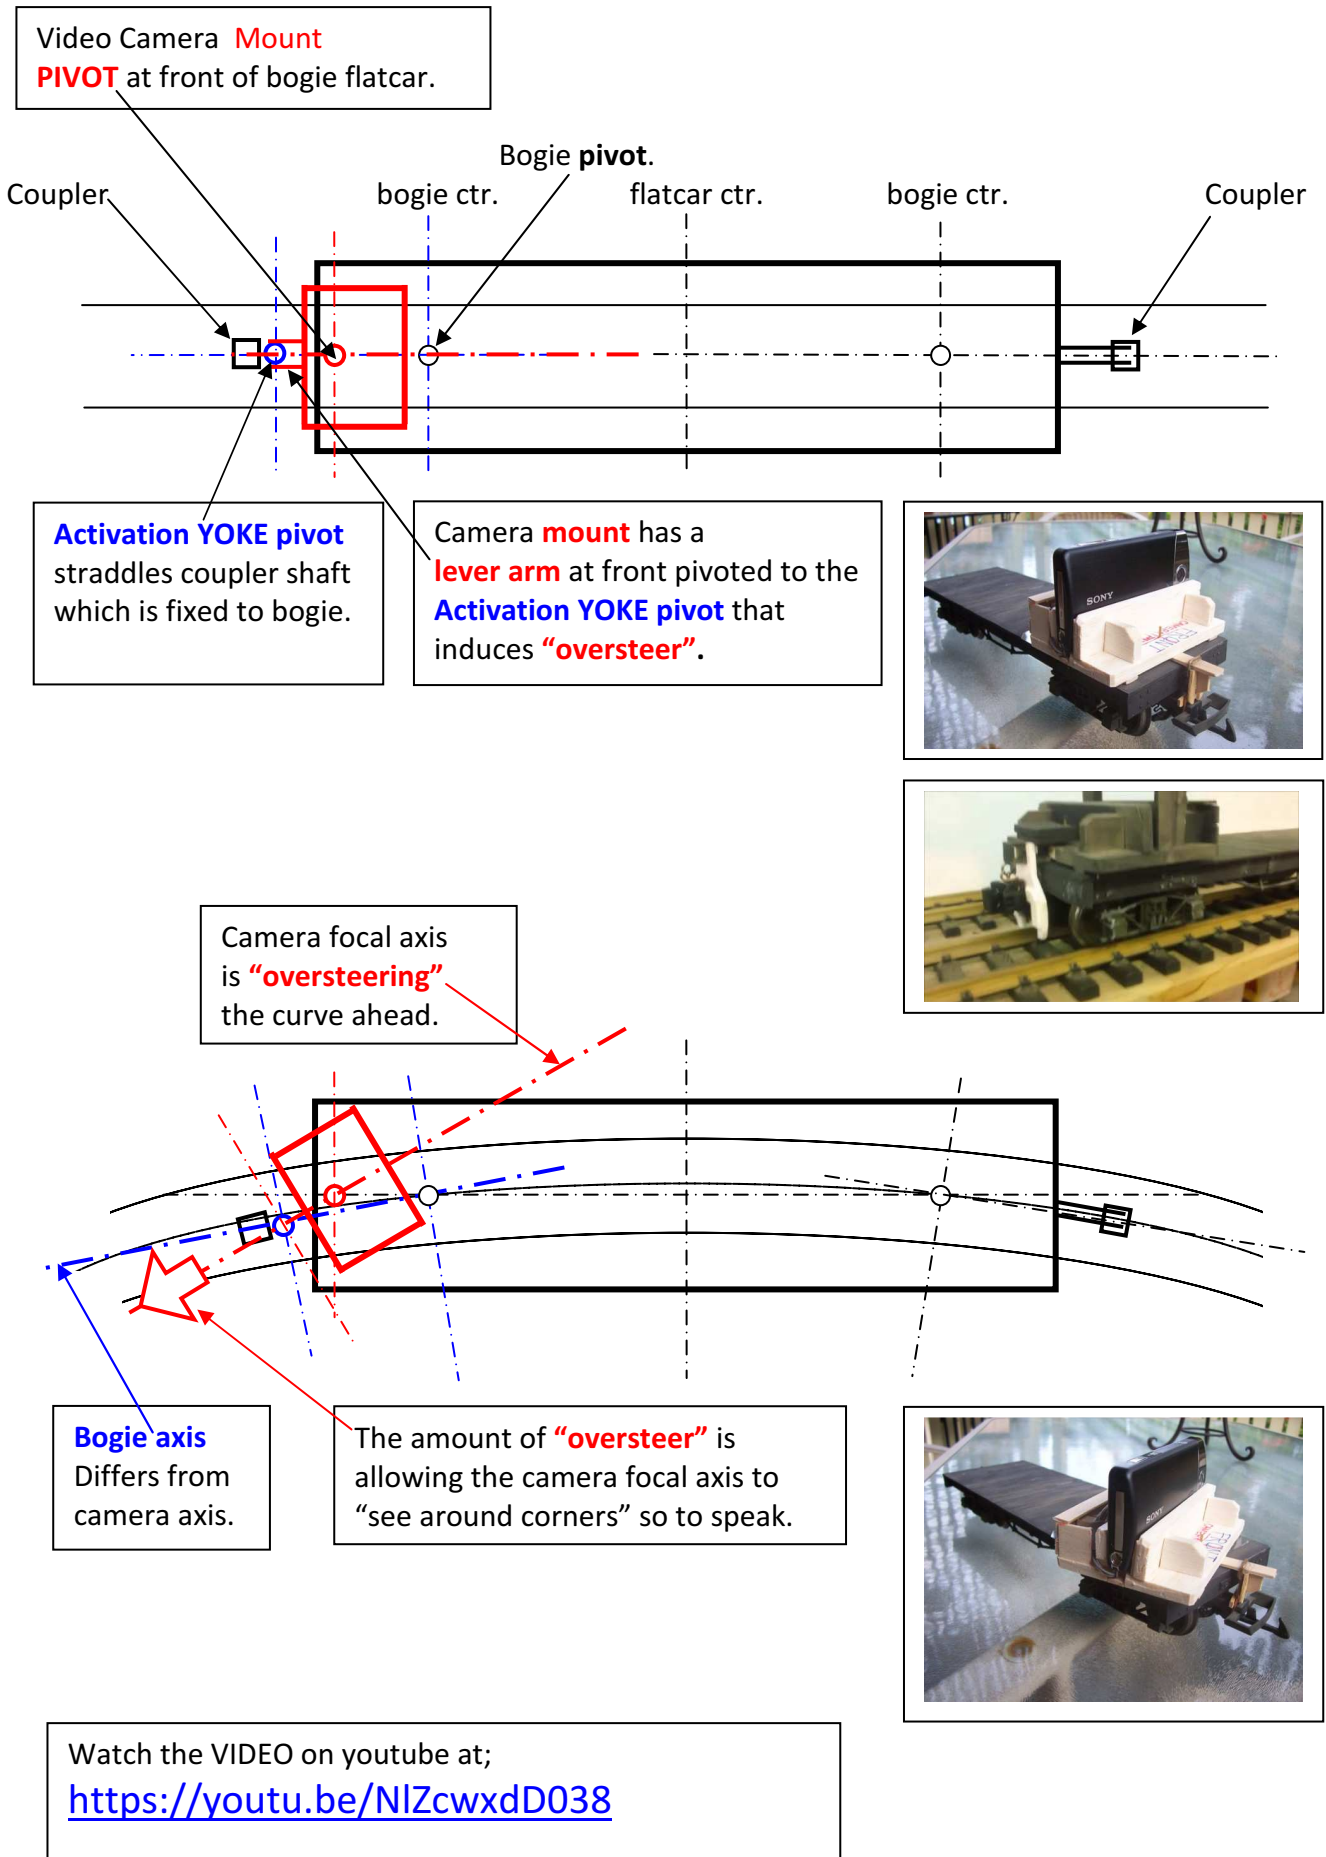 Video Camera  Mount
PIVOT at front of bogie flatcar.
Bogie pivot.
Coupler
bogie ctr.
flatcar ctr.
bogie ctr.
Coupler
Activation YOKE pivot
straddles coupler shaft
which is fixed to bogie.
Camera mount has a
lever arm at front pivoted to the
Activation YOKE pivot that
induces “oversteer”.
SONY
FRONT
Camera focal axis
is “oversteering”
the curve ahead.
Bogie axis
Differs from
camera axis.
The amount of “oversteer” is
allowing the camera focal axis to
“see around corners” so to speak.
SONY
FRONT
Watch the VIDEO on youtube at;
https://youtu.be/NlZcwxdD038